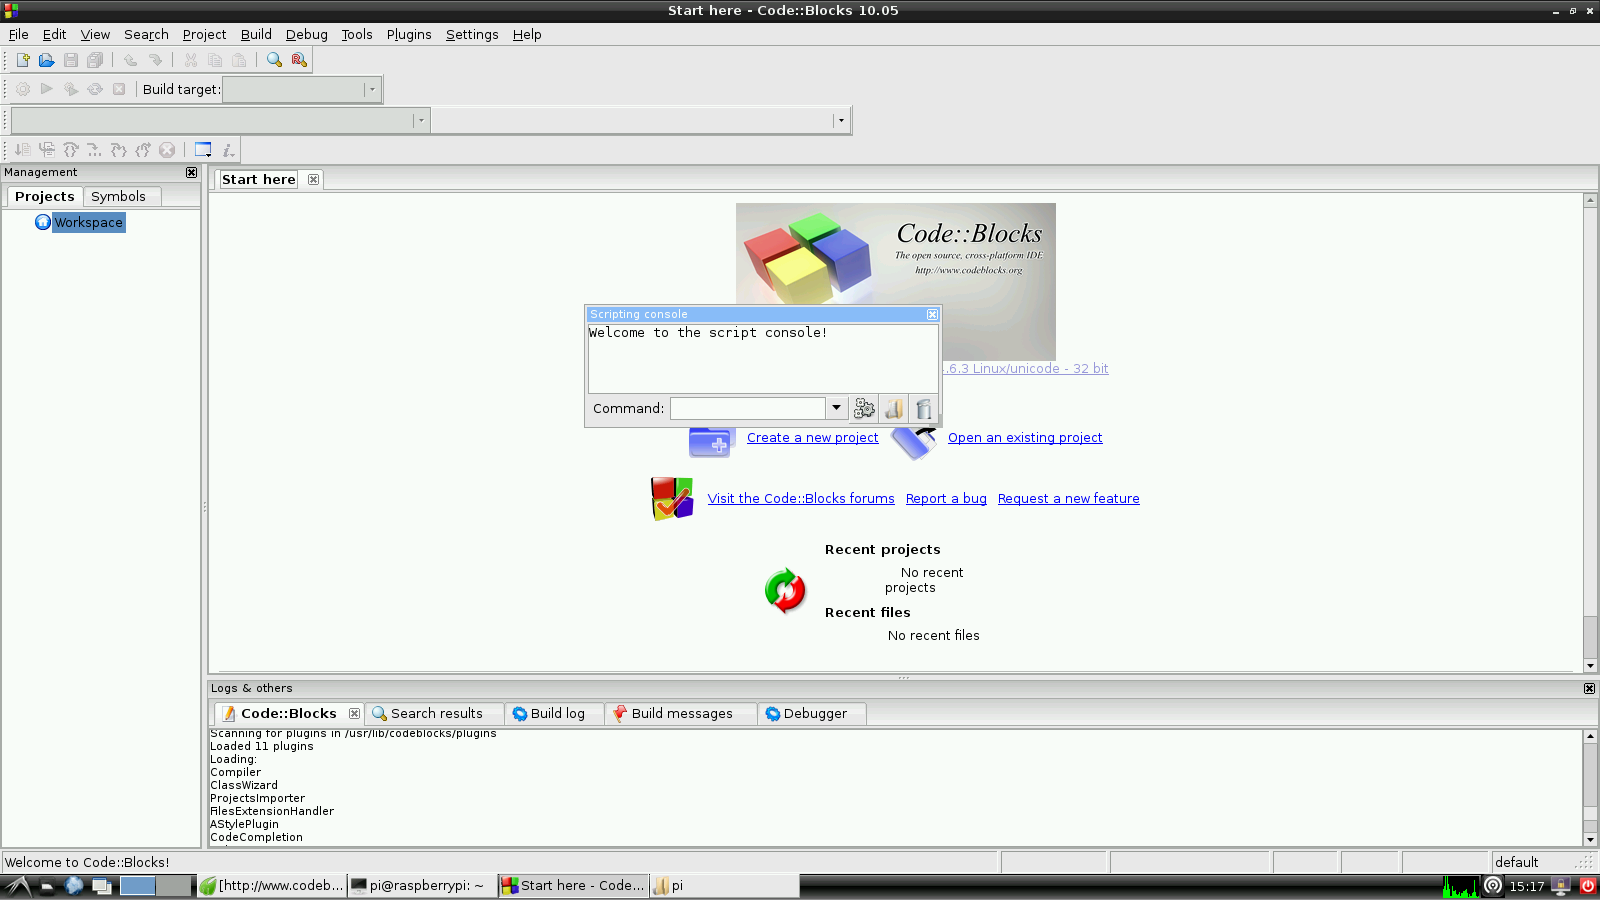 Start here - Code::Blocks 10.05
File Edit View Search Project Build Debug Tools Plugins Settings Help
Build target:
Management
Projects Symbols
Workspace
Start here
Code::Blocks
The open source, cross-platform IDE
http://www.codeblocks.org
Scripting console
Welcome to the script console!
.6.3 Linux/unicode - 32 bit
Command:
Create a new project Open an existing project
Visit the Code::Blocks forums Report a bug Request a new feature
Recent projects
No recent
projects
Recent files
No recent files
Logs & others
Code::Blocks Search results Build log Build messages Debugger
Scanning for plugins in /usr/lib/codeblocks/plugins
Loaded 11 plugins
Loading:
Compiler
ClassWizard
ProjectsImporter
FilesExtensionHandler
AStylePlugin
CodeCompletion
Welcome to Code::Blocks! default
[http://www.codeb... pi@raspberrypi: ~ Start here - Code... pi 15:17